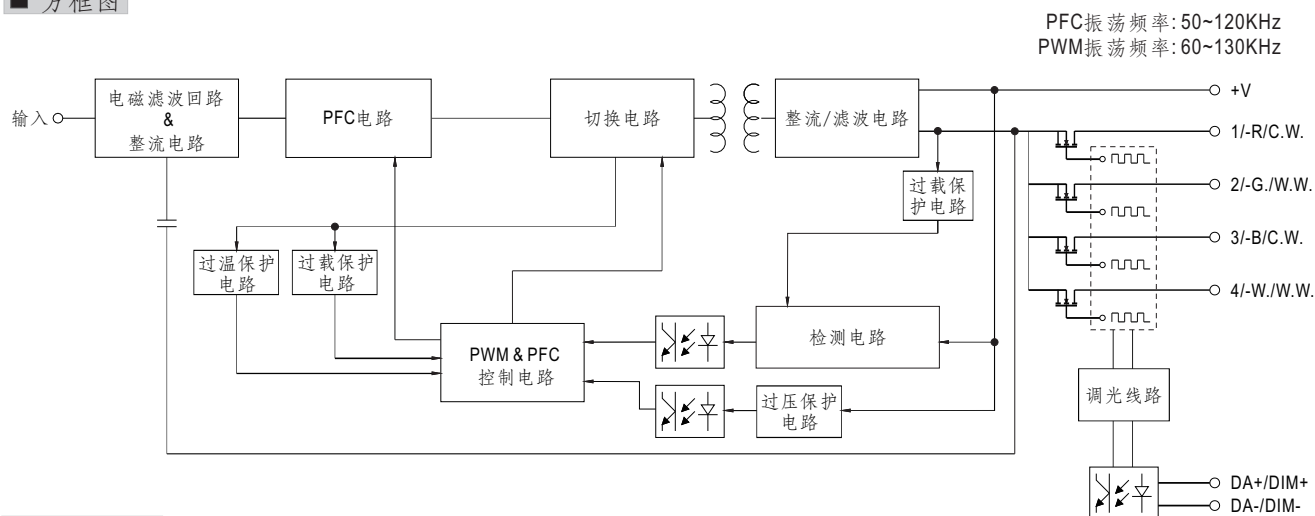 ■ 方框图
PFC振荡频率:50~120KHz
PWM振荡频率:60~130KHz
输入
电磁滤波回路
&
整流电路
PFC电路
切换电路
整流/滤波电路
+V
1/-R/C.W.
2/-G./W.W.
3/-B/C.W.
4/-W./W.W.
过载保
护电路
过温保护
电路
过载保护
电路
PWM & PFC
控制电路
检测电路
过压保护
电路
调光线路
DA+/DIM+
DA-/DIM-